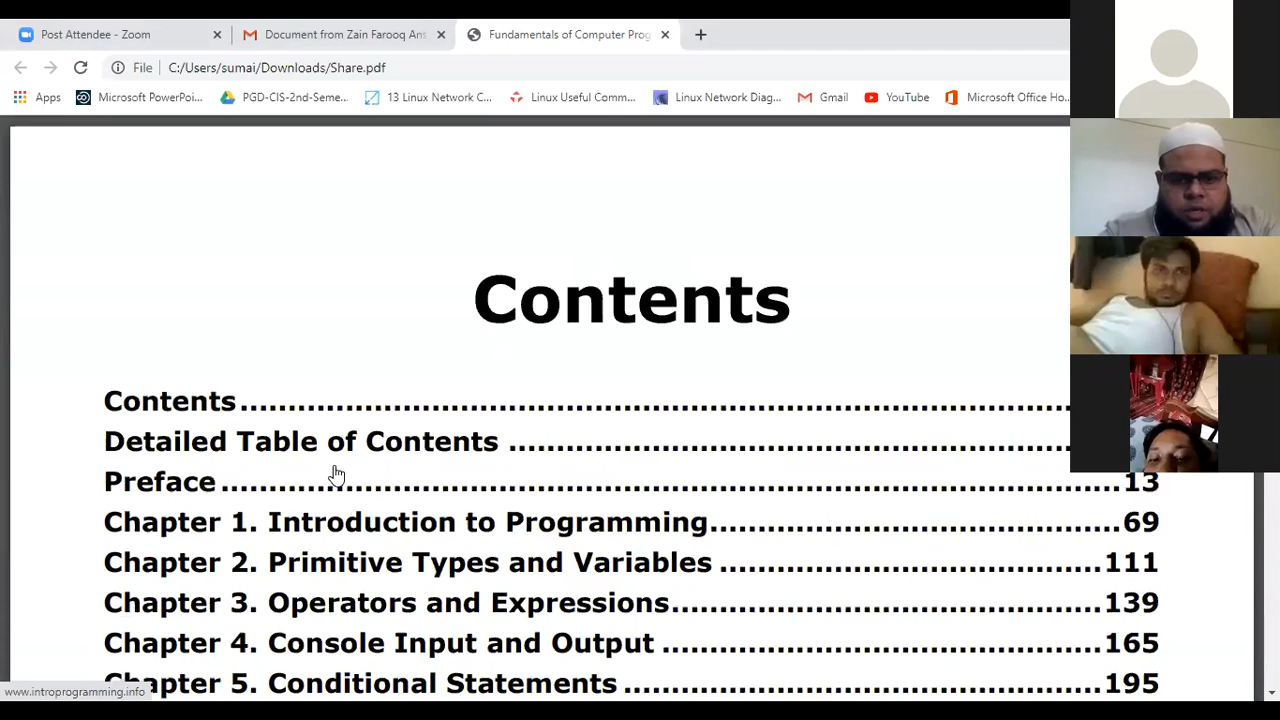 Post Attendee - Zoom
Document from Zain Farooq Ans
Fundamentals of Computer Prog
File C:/Users/sumai/Downloads/Share.pdf
Apps Microsoft PowerPoi... PGD-CIS-2nd-Seme... 13 Linux Network C... Linux Useful Comm... Linux Network Diag... Gmail YouTube Microsoft Office Ho...
Contents
Contents
Detailed Table of Contents
Preface 13
Chapter 1. Introduction to Programming 69
Chapter 2. Primitive Types and Variables 111
Chapter 3. Operators and Expressions 139
Chapter 4. Console Input and Output 165
Chapter 5. Conditional Statements 195
www.introprogramming.info